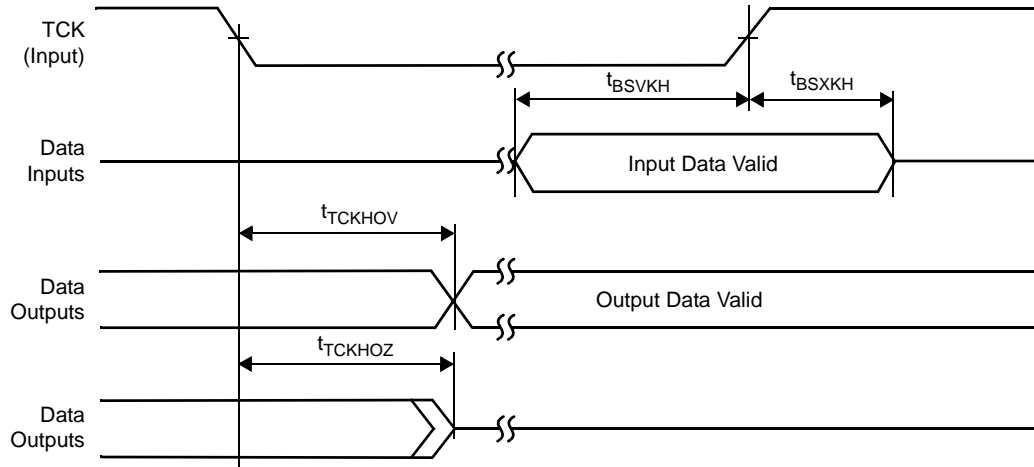 TCK
(Input)
tBSVKH
tBSXKH
Data
Inputs
Input Data Valid
tTCKHOV
Data
Outputs
Output Data Valid
tTCKHOZ
Data
Outputs